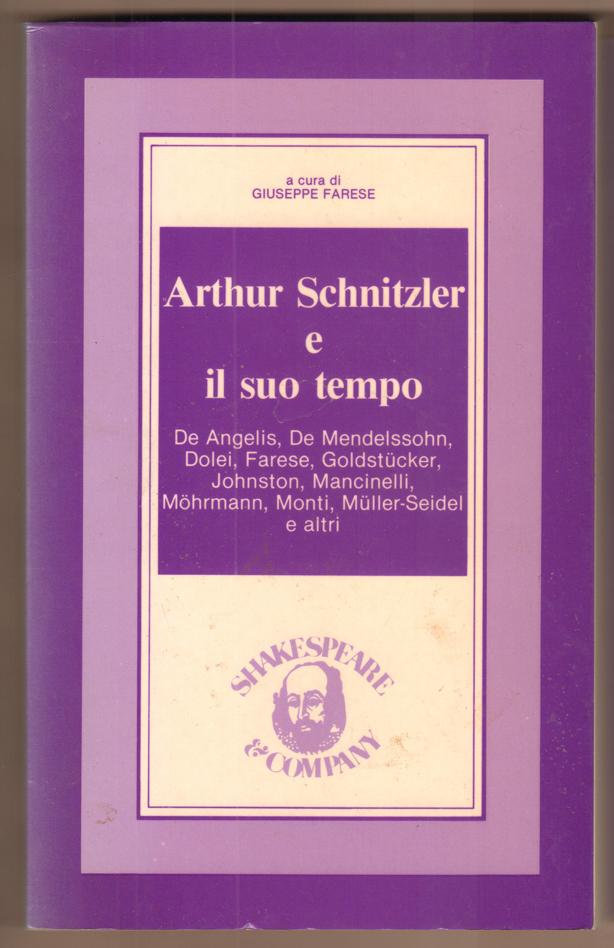 a cura di
GIUSEPPE FARESE
Arthur Schnitzler
e
il suo tempo
De Angelis, De Mendelssohn,
Dolei, Farese, Goldstücker,
Johnston, Mancinelli,
Möhrmann, Monti, Müller-Seidel
e altri
SHAKESPEARE
& COMPANY